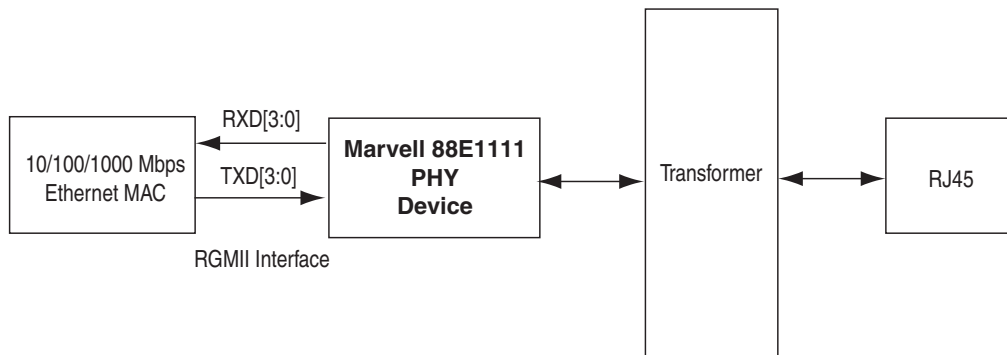 RXD[3:0]
10/100/1000 Mbps
Ethernet MAC
TXD[3:0]
RGMII Interface
Marvell 88E1111
PHY
Device
Transformer
RJ45